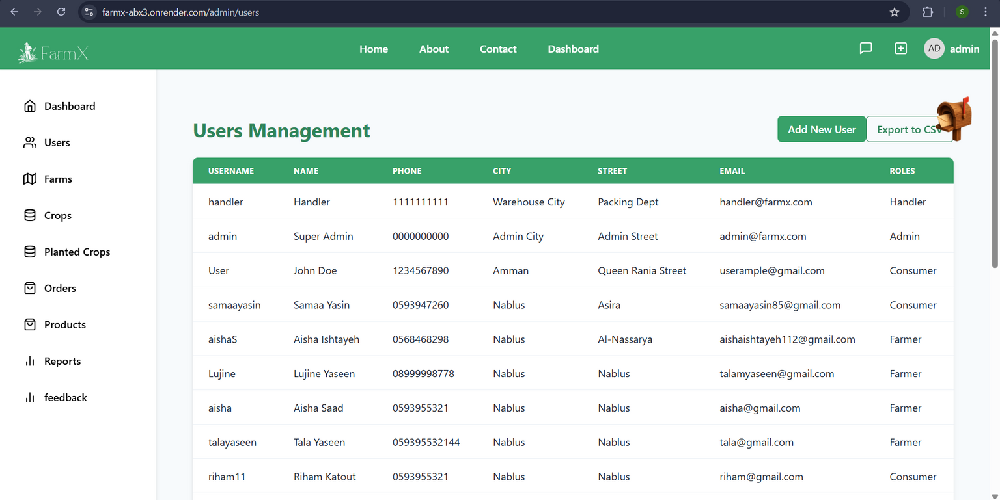 farmx-abx3.onrender.com/admin/users
S
FarmX
Home About Contact Dashboard
AD admin
Dashboard
Users
Farms
Crops
Planted Crops
Orders
Products
Reports
feedback
Users Management
Add New User Export to CSV
USERNAME NAME PHONE CITY STREET EMAIL ROLES
handler Handler 1111111111 Warehouse City Packing Dept handler@farmx.com Handler
admin Super Admin 0000000000 Admin City Admin Street admin@farmx.com Admin
User John Doe 1234567890 Amman Queen Rania Street userample@gmail.com Consumer
samaayasin Samaa Yasin 0593947260 Nablus Asira samaayasin85@gmail.com Consumer
aishaS Aisha Ishtayeh 0568468298 Nablus Al-Nassarya aishaishtayeh112@gmail.com Farmer
Lujine Lujine Yaseen 08999998778 Nablus Nablus talamyaseen@gmail.com Farmer
aisha Aisha Saad 0593955321 Nablus Nablus aisha@gmail.com Farmer
talayaseen Tala Yaseen 059395532144 Nablus Nablus tala@gmail.com Farmer
riham11 Riham Katout 0593955321 Nablus Nablus riham@gmail.com Consumer